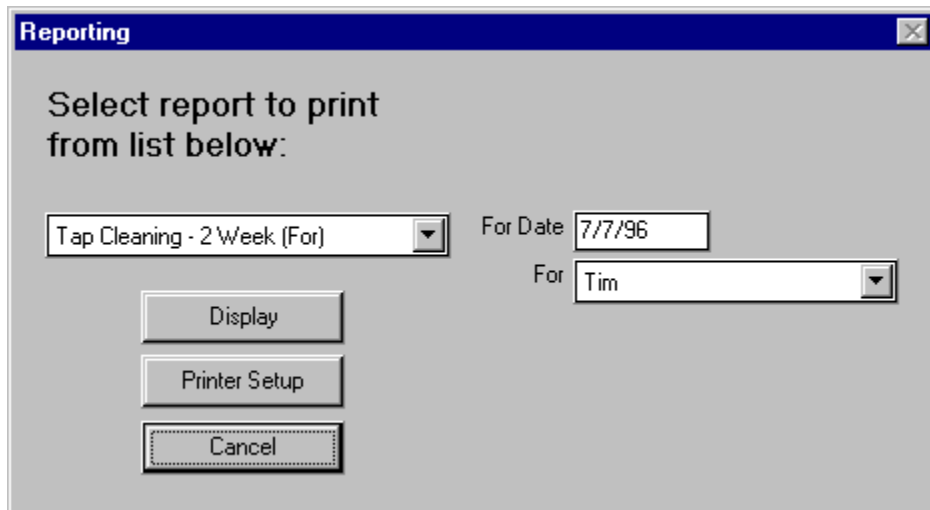 Reporting
Select report to print
from list below:
Tap Cleaning - 2 Week (For)
For Date 7/7/96
For Tim
Display
Printer Setup
Cancel